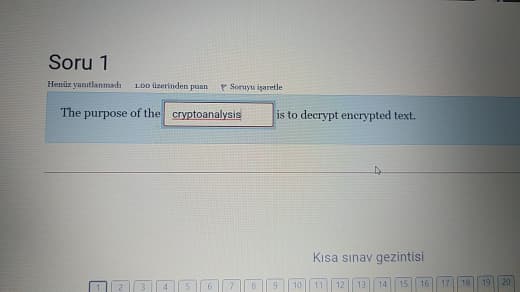 Soru 1
Henüz yanıtlanmadı 1.00 üzerinden puan Soruyu işaretle
The purpose of the cryptoanalysis is to decrypt encrypted text.
Kısa sınav gezintisi
1 2 3 4 5 6 7 8 9 10 11 12 13 14 15 16 17 18 19 20